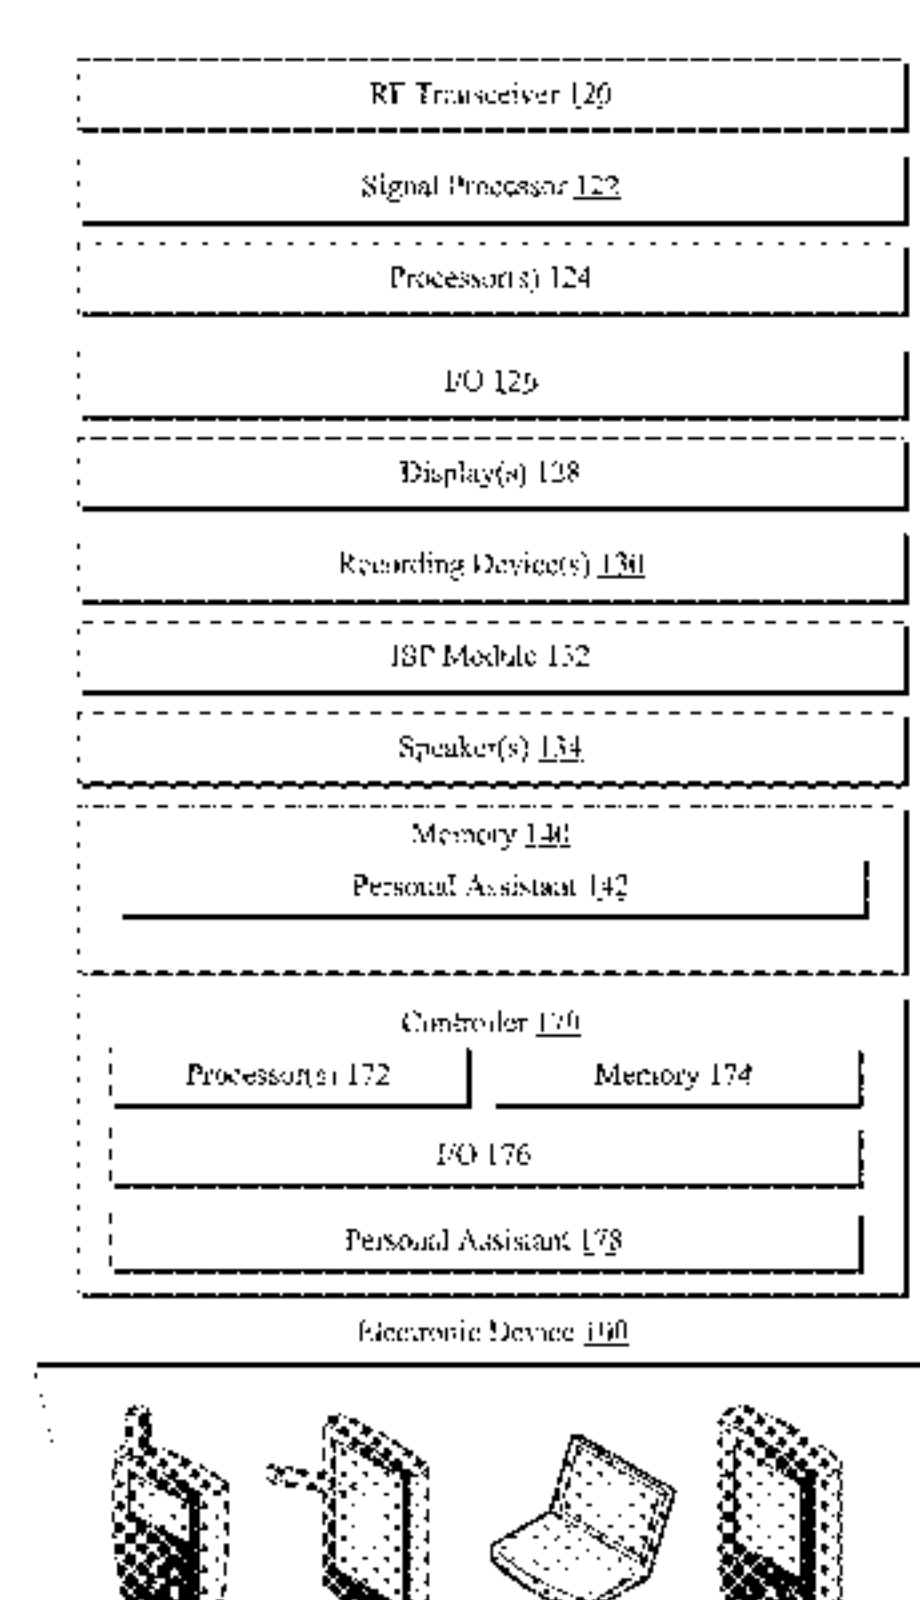 RF Transceiver 120
Signal Processor 122
Processor(s) 124
I/O 126
Display(s) 128
Recording Device(s) 130
ISP Module 132
Speaker(s) 134
Memory 140
Personal Assistant 142
Controller 170
Processor(s) 172 Memory 174
I/O 176
Personal Assistant 178
Electronic Device 100